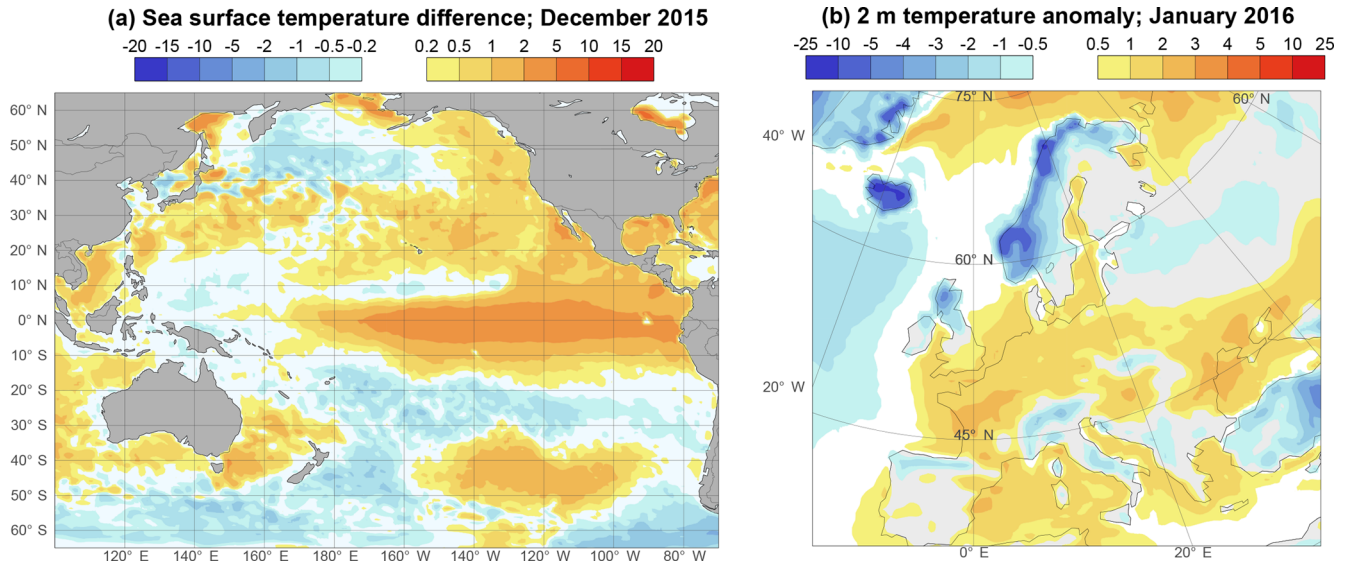 (a) Sea surface temperature difference; December 2015
-20 -15 -10 -5 -2 -1 -0.5 -0.2 0.2 0.5 1 2 5 10 15 20
60° N
50° N
40° N
30° N
20° N
10° N
0° N
10° S
20° S
30° S
40° S
50° S
60° S
120° E 140° E 160° E 180° E 160° W 140° W 120° W 100° W 80° W
(b) 2 m temperature anomaly; January 2016
-25 -10 -5 -4 -3 -2 -1 -0.5 0.5 1 2 3 4 5 10 25
75° N 60° N
40° W
60° N
20° W
45° N
0° E 20° E